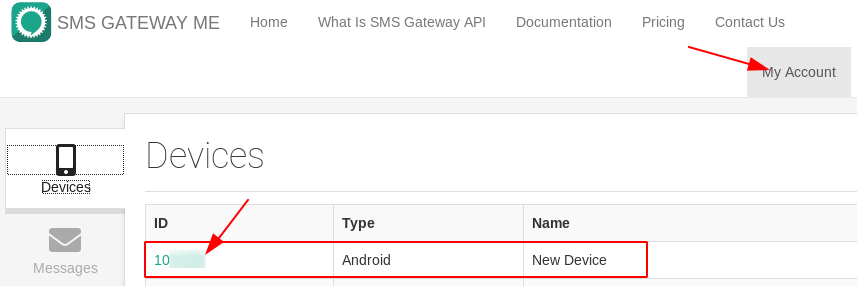 SMS GATEWAY ME Home What Is SMS Gateway API Documentation Pricing Contact Us
My Account
Devices
Devices
ID Type Name
10 Android New Device
Messages